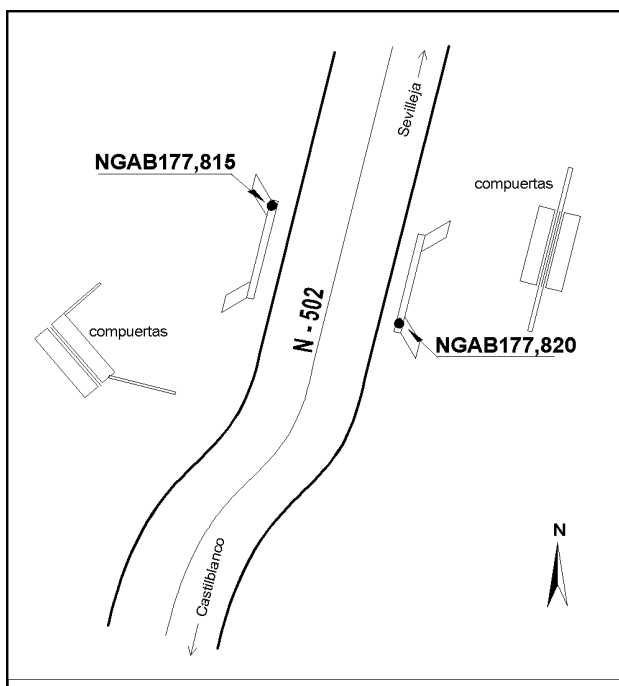 Sevilleja
NGAB177,815
compuertas
N - 502
compuertas
NGAB177,820
N
Castilblanco